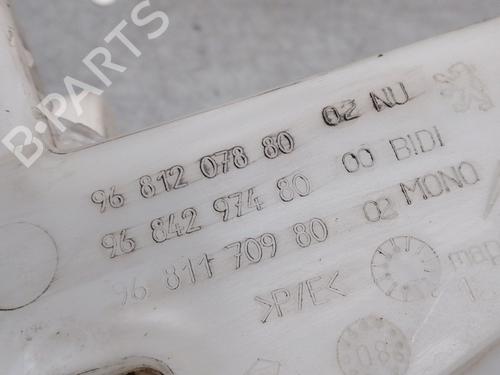 B-PARTS
96 812 078 80 02 NU
96 842 974 80 00 BIDI
96 811 709 80 02 MONO
>P/E<